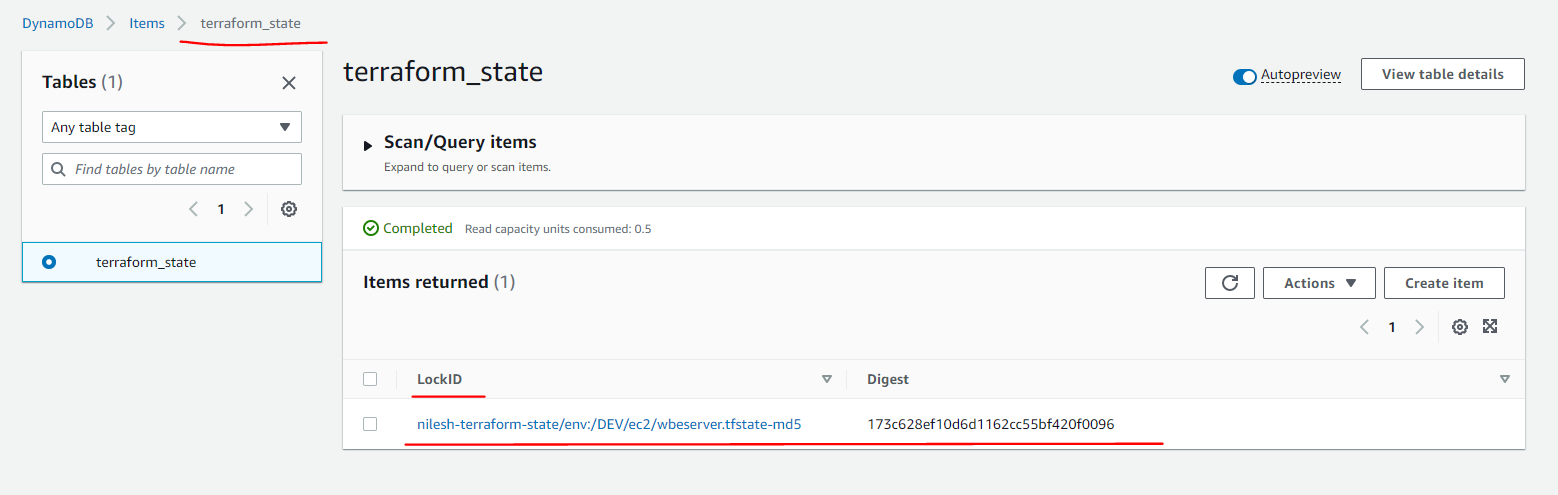 DynamoDB > Items > terraform_state
Tables (1)
Any table tag
Find tables by table name
1
terraform_state
terraform_state
Autopreview
View table details
Scan/Query items
Expand to query or scan items.
Completed Read capacity units consumed: 0.5
Items returned (1)
Actions
Create item
1
LockID Digest
nilesh-terraform-state/env:/DEV/ec2/wbeserver.tfstate-md5 173c628ef10d6d1162cc55bf420f0096